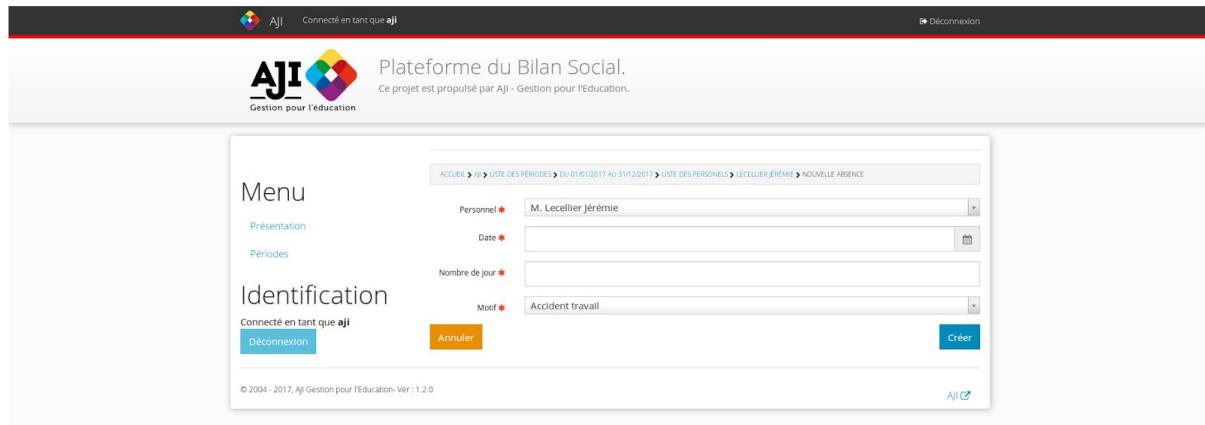 AJI Connecté en tant que aji Déconnexion
AJI
Gestion pour l'éducation
Plateforme du Bilan Social.
Ce projet est propulsé par AJI - Gestion pour l'Education.
Menu
Présentation
Périodes
Identification
Connecté en tant que aji
Déconnexion
ACCUEIL > AJI > LISTE DES PÉRIODES > DU 01/01/2017 AU 31/12/2017 > LISTE DES PERSONELS > LECELLIER JÉRÉMIE > NOUVELLE ABSENCE
Personnel * M. Lecellier Jérémie
Date *
Nombre de jour *
Motif * Accident travail
Annuler Créer
© 2004 - 2017, AJI Gestion pour l'Education- Ver : 1.2.0
AJI